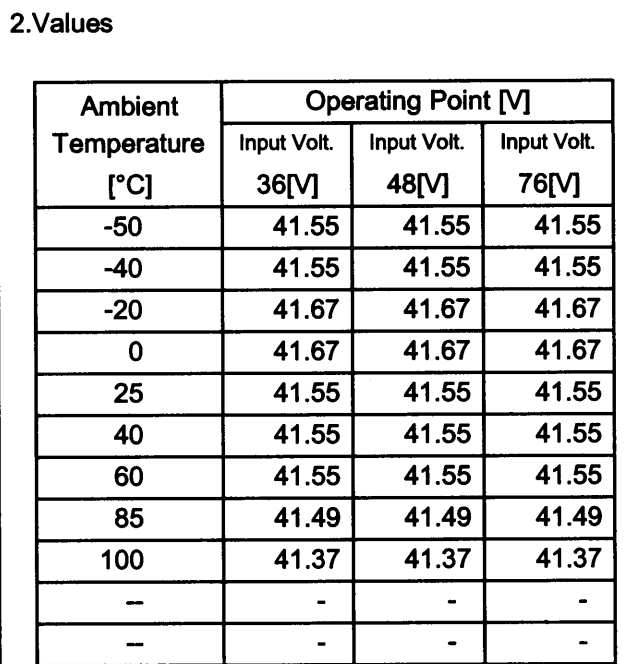 2.Values
Ambient Temperature [°C] Operating Point [V]
Input Volt. 36[V] Input Volt. 48[V] Input Volt. 76[V]
-50 41.55 41.55 41.55
-40 41.55 41.55 41.55
-20 41.67 41.67 41.67
0 41.67 41.67 41.67
25 41.55 41.55 41.55
40 41.55 41.55 41.55
60 41.55 41.55 41.55
85 41.49 41.49 41.49
100 41.37 41.37 41.37
-- - - -
-- - - -